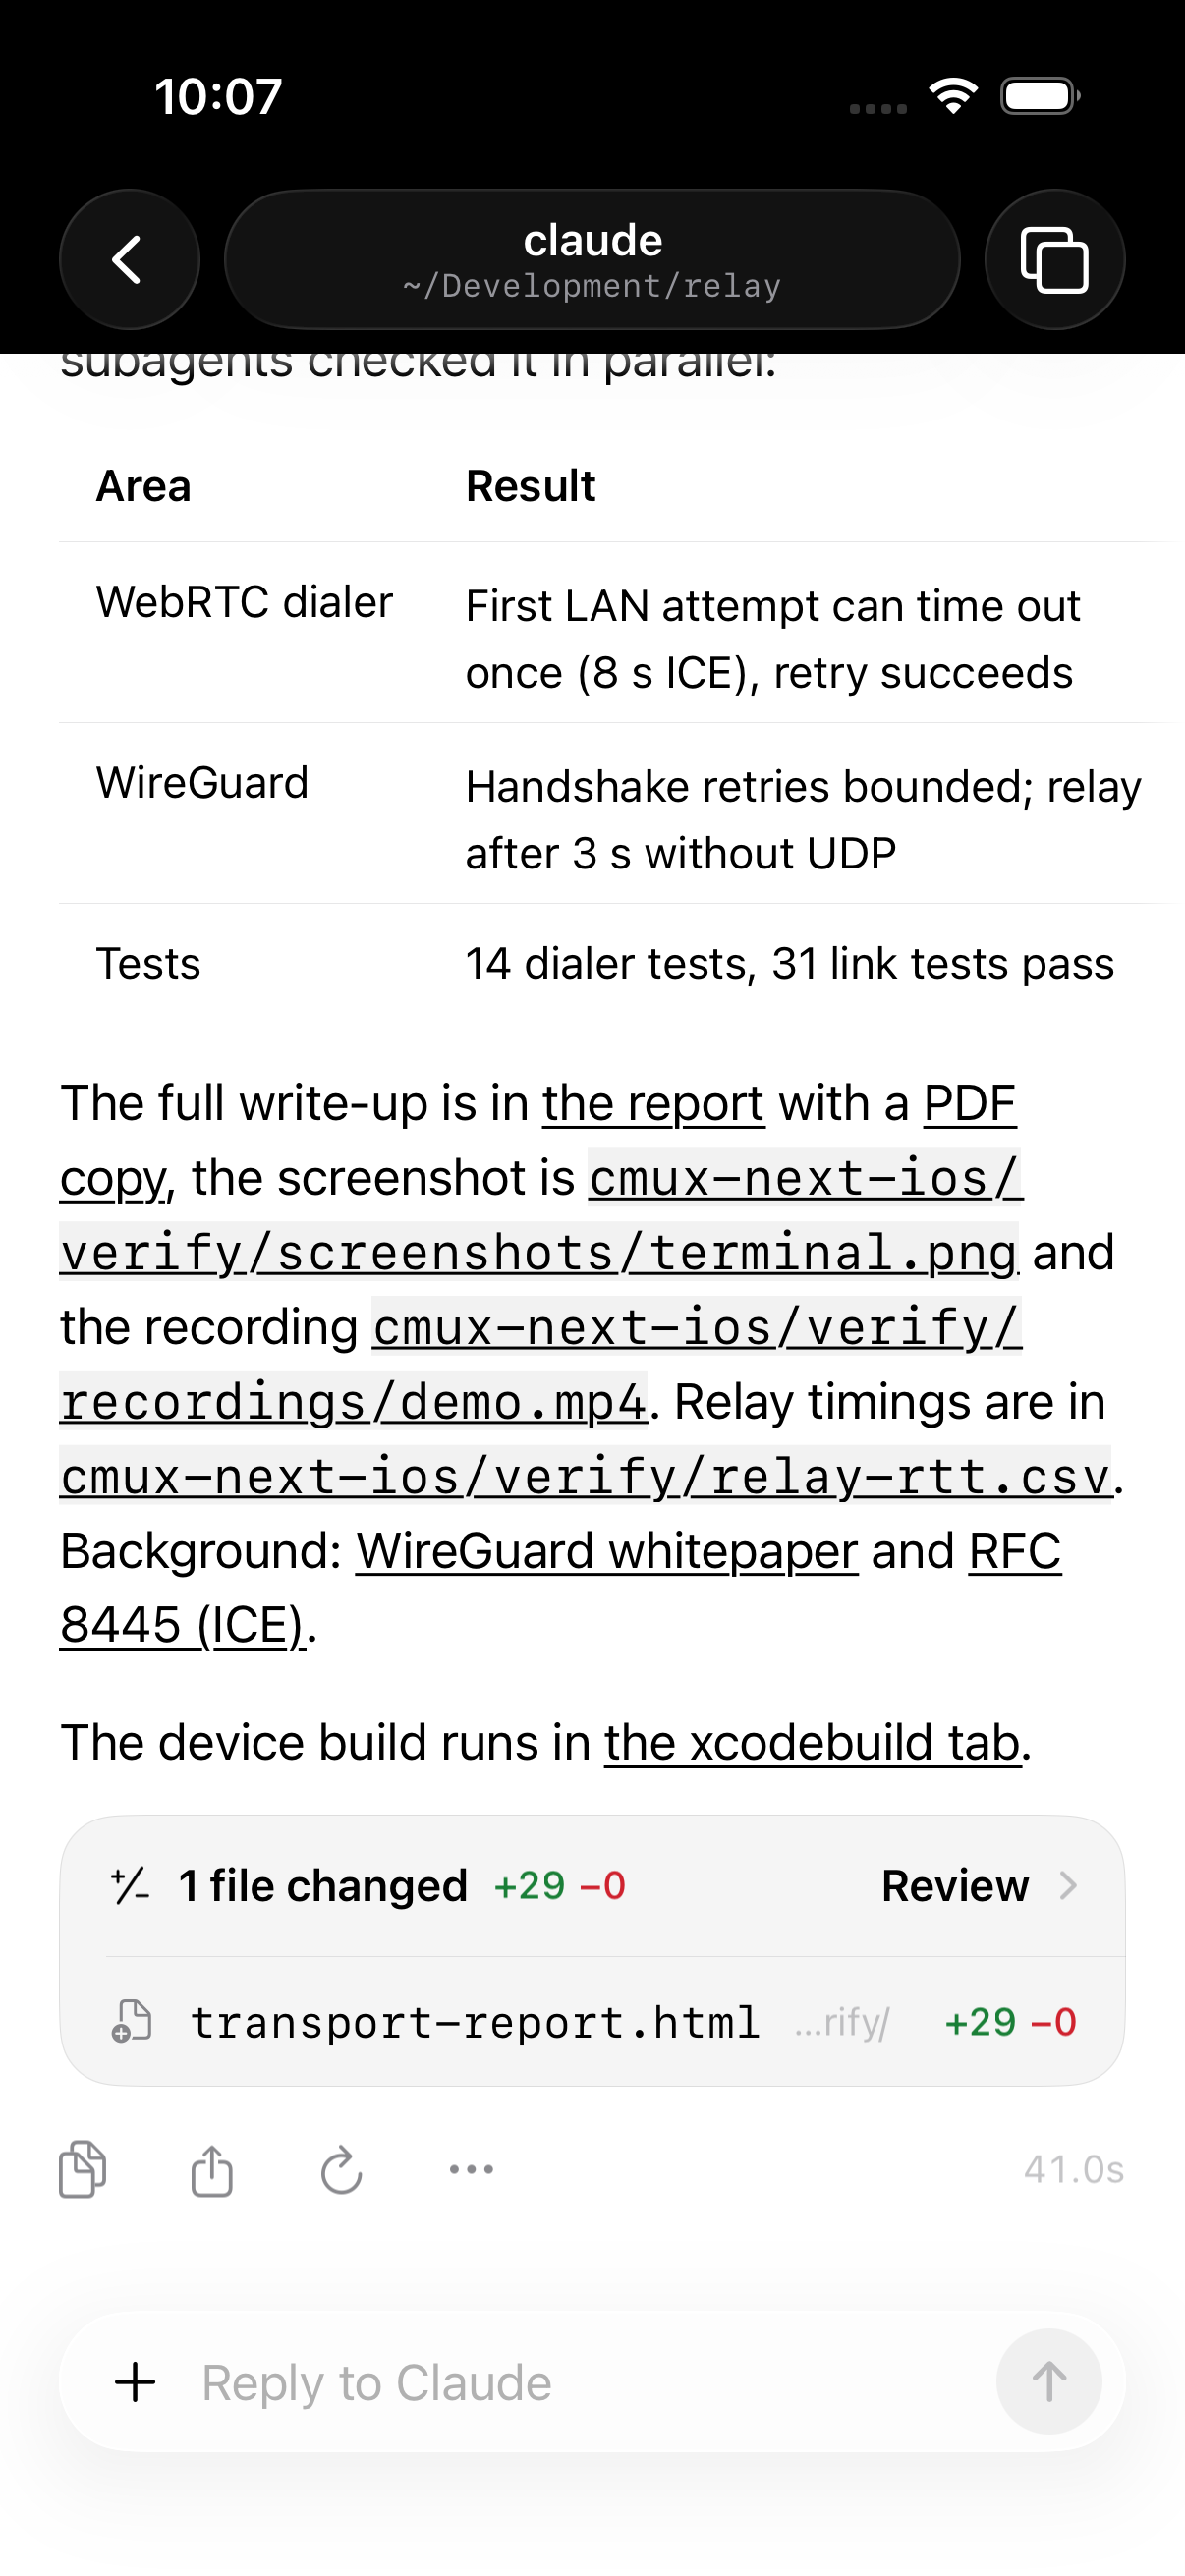 10:07
claude
~/Development/relay
subagents checked it in parallel:
Area Result
WebRTC dialer First LAN attempt can time out
once (8 s ICE), retry succeeds
WireGuard Handshake retries bounded; relay
after 3 s without UDP
Tests 14 dialer tests, 31 link tests pass
The full write-up is in the report with a PDF
copy, the screenshot is cmux-next-ios/
verify/screenshots/terminal.png and
the recording cmux-next-ios/verify/
recordings/demo.mp4. Relay timings are in
cmux-next-ios/verify/relay-rtt.csv.
Background: WireGuard whitepaper and RFC
8445 (ICE).
The device build runs in the xcodebuild tab.
1 file changed +29 −0 Review
transport-report.html ...rify/ +29 −0
41.0s
Reply to Claude